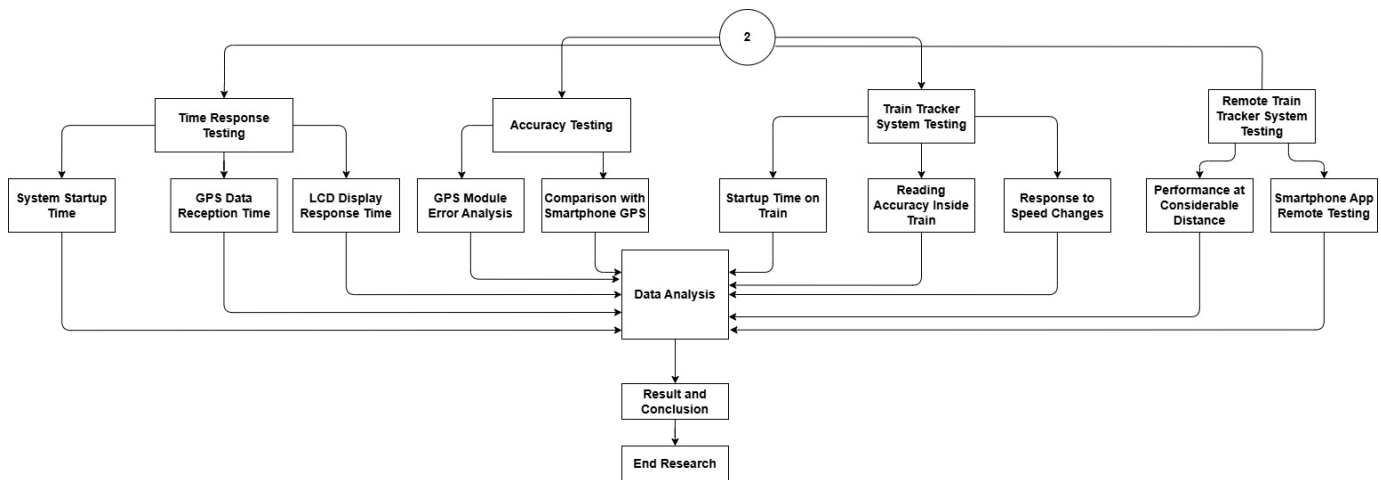 2
Time Response
Testing
Accuracy Testing
Train Tracker
System Testing
Remote Train
Tracker System
Testing
System Startup
Time
GPS Data
Reception Time
LCD Display
Response Time
GPS Module
Error Analysis
Comparison with
Smartphone GPS
Startup Time on
Train
Reading
Accuracy Inside
Train
Response to
Speed Changes
Performance at
Considerable
Distance
Smartphone App
Remote Testing
Data Analysis
Result and
Conclusion
End Research